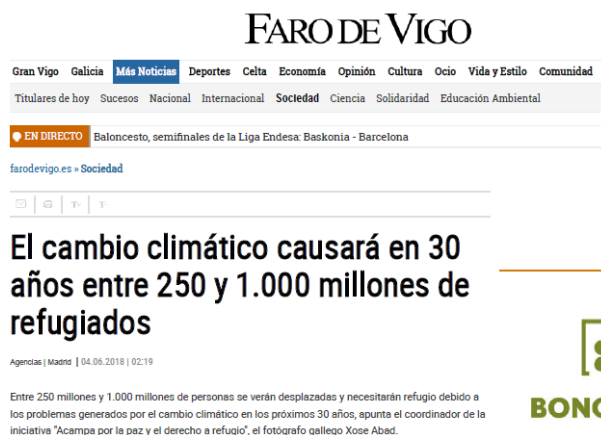 FARO DE VIGO
Gran Vigo Galicia Más Noticias Deportes Celta Economía Opinión Cultura Ocio Vida y Estilo Comunidad
Titulares de hoy Sucesos Nacional Internacional Sociedad Ciencia Solidaridad Educación Ambiental
EN DIRECTO Baloncesto, semifinales de la Liga Endesa: Baskonia - Barcelona
farodevigo.es » Sociedad
T+ T-
El cambio climático causará en 30
años entre 250 y 1.000 millones de
refugiados
Agencias | Madrid | 04.06.2018 | 02:19
Entre 250 millones y 1.000 millones de personas se verán desplazadas y necesitarán refugio debido a
los problemas generados por el cambio climático en los próximos 30 años, apunta el coordinador de la
iniciativa "Acampa por la paz y el derecho a refugio", el fotógrafo gallego Xose Abad.